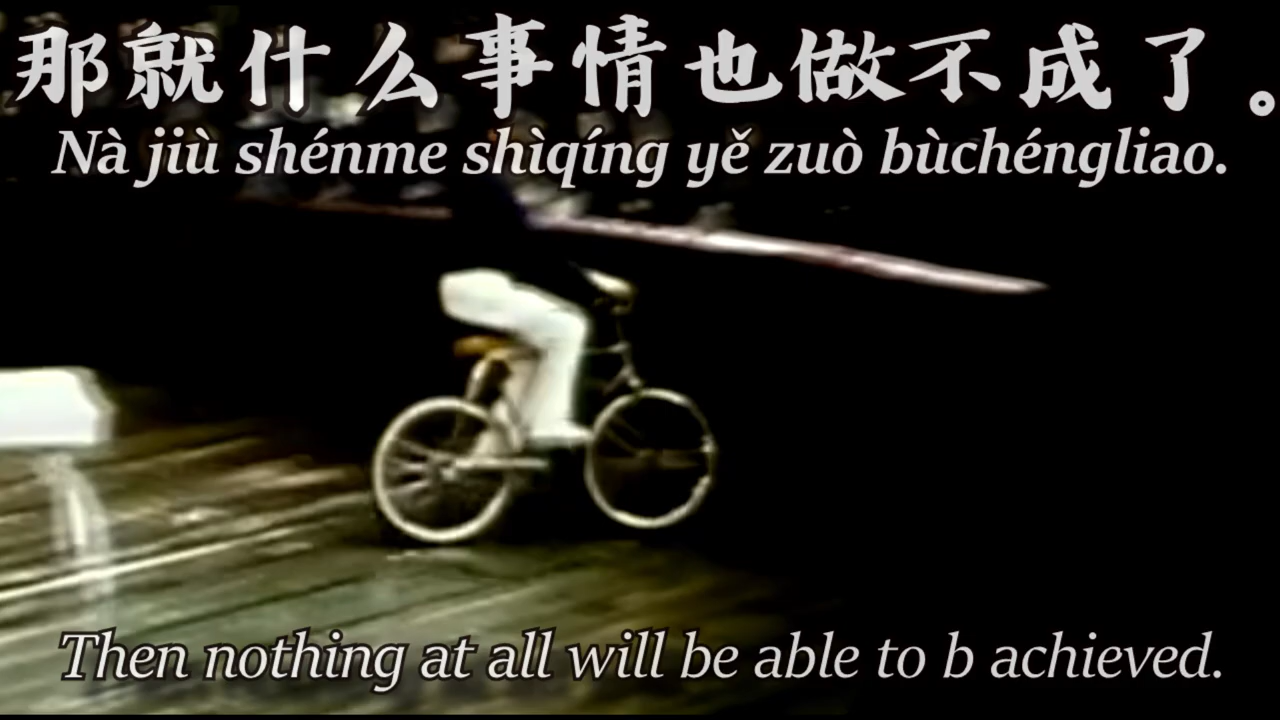 那就什么事情也做不成了。
Nà jiù shénme shìqíng yě zuò bùchéngliao.
Then nothing at all will be able to b achieved.